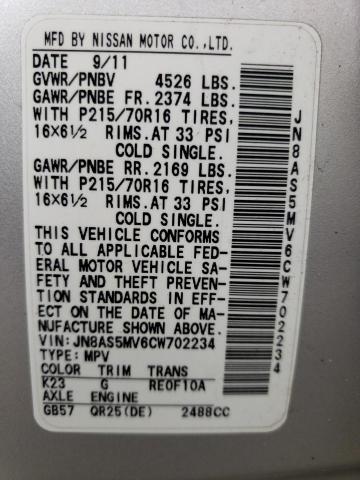 MFD BY NISSAN MOTOR CO.,LTD.
DATE 9/11
GVWR/PNBV 4526 LBS.
GAWR/PNBE FR. 2374 LBS.
WITH P215/70R16 TIRES,
16X6½ RIMS.AT 33 PSI
COLD SINGLE.
GAWR/PNBE RR. 2169 LBS.
WITH P215/70R16 TIRES,
16X6½ RIMS.AT 33 PSI
COLD SINGLE.
THIS VEHICLE CONFORMS
TO ALL APPLICABLE FED-
ERAL MOTOR VEHICLE SA-
FETY AND THEFT PREVEN-
TION STANDARDS IN EFF-
ECT ON THE DATE OF MA-
NUFACTURE SHOWN ABOVE.
VIN: JN8AS5MV6CW702234
TYPE: MPV
COLOR TRIM TRANS
K23 G RE0F10A
AXLE ENGINE
GB57 QR25(DE) 2488CC
JN8AS5MV6CW702234